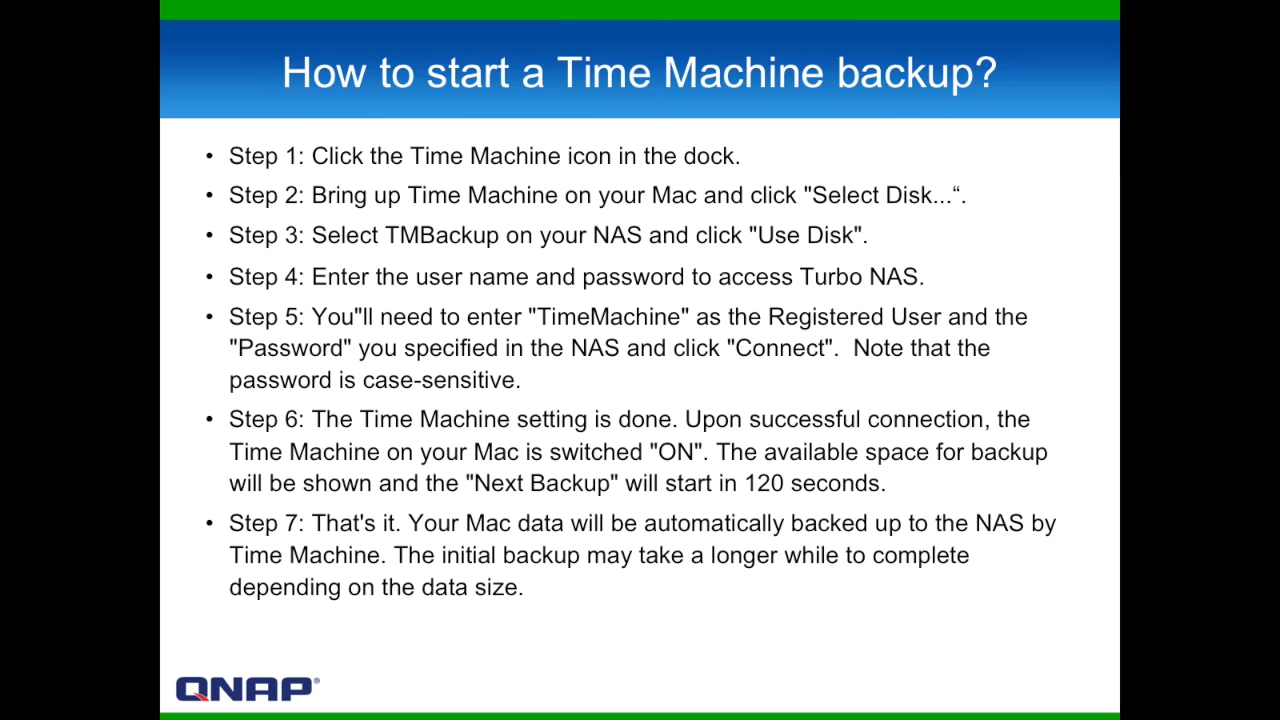 How to start a Time Machine backup?
• Step 1: Click the Time Machine icon in the dock.
• Step 2: Bring up Time Machine on your Mac and click "Select Disk...“.
• Step 3: Select TMBackup on your NAS and click "Use Disk".
• Step 4: Enter the user name and password to access Turbo NAS.
• Step 5: You"ll need to enter "TimeMachine" as the Registered User and the
"Password" you specified in the NAS and click "Connect".  Note that the
password is case-sensitive.
• Step 6: The Time Machine setting is done. Upon successful connection, the
Time Machine on your Mac is switched "ON". The available space for backup
will be shown and the "Next Backup" will start in 120 seconds.
• Step 7: That's it. Your Mac data will be automatically backed up to the NAS by
Time Machine. The initial backup may take a longer while to complete
depending on the data size.
QNAP®